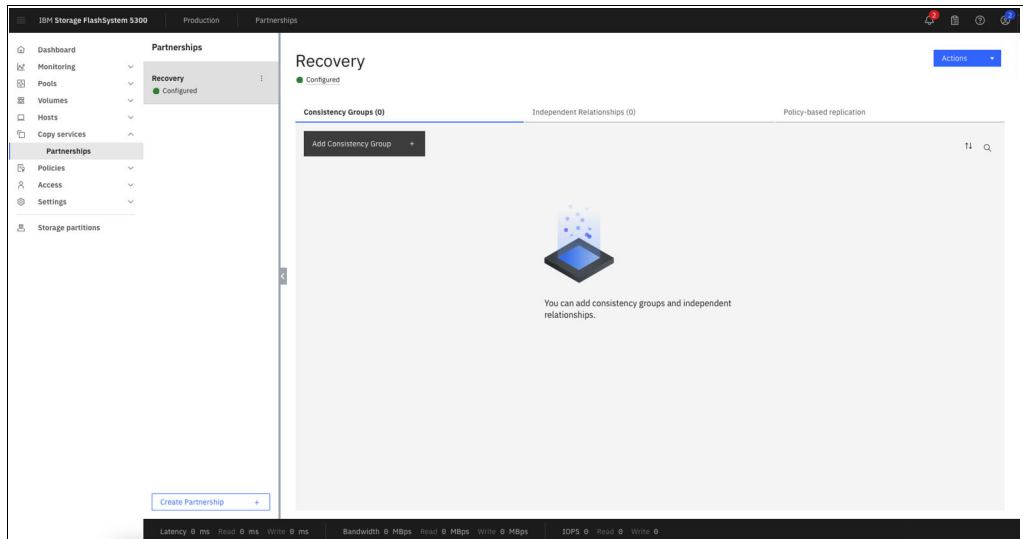 IBM Storage FlashSystem 5300
Production
Partnerships
2
2
Dashboard
Monitoring
Pools
Volumes
Hosts
Copy services
Partnerships
Policies
Access
Settings
Storage partitions
Partnerships
Recovery
Configured
Create Partnership +
Recovery
Configured
Actions
Consistency Groups (0)
Independent Relationships (0)
Policy-based replication
Add Consistency Group +
You can add consistency groups and independent
relationships.
Latency 0 ms Read 0 ms Write 0 ms Bandwidth 0 MBps Read 0 MBps Write 0 MBps IOPS 0 Read 0 Write 0